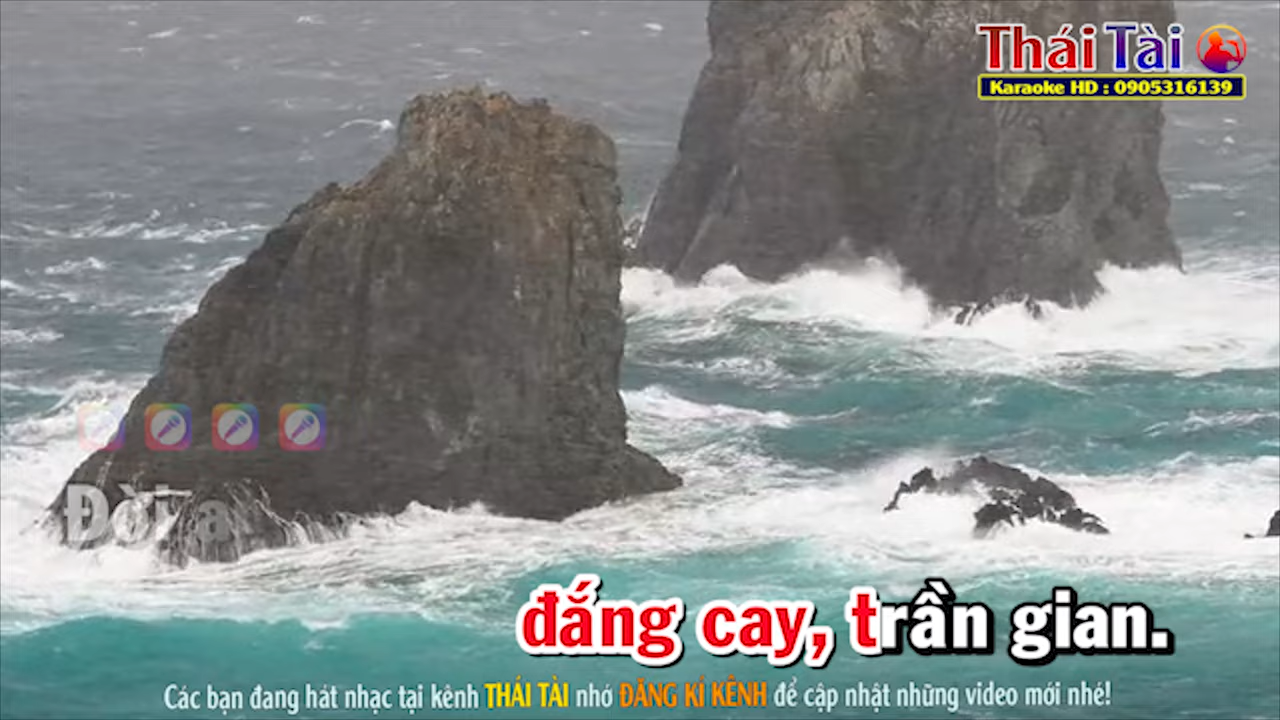 Thái Tài
Karaoke HD : 0905316139
Đời a
đắng cay, trần gian.
Các bạn đang hát nhạc tại kênh THÁI TÀI nhớ ĐĂNG KÍ KÊNH để cập nhật những video mới nhé!